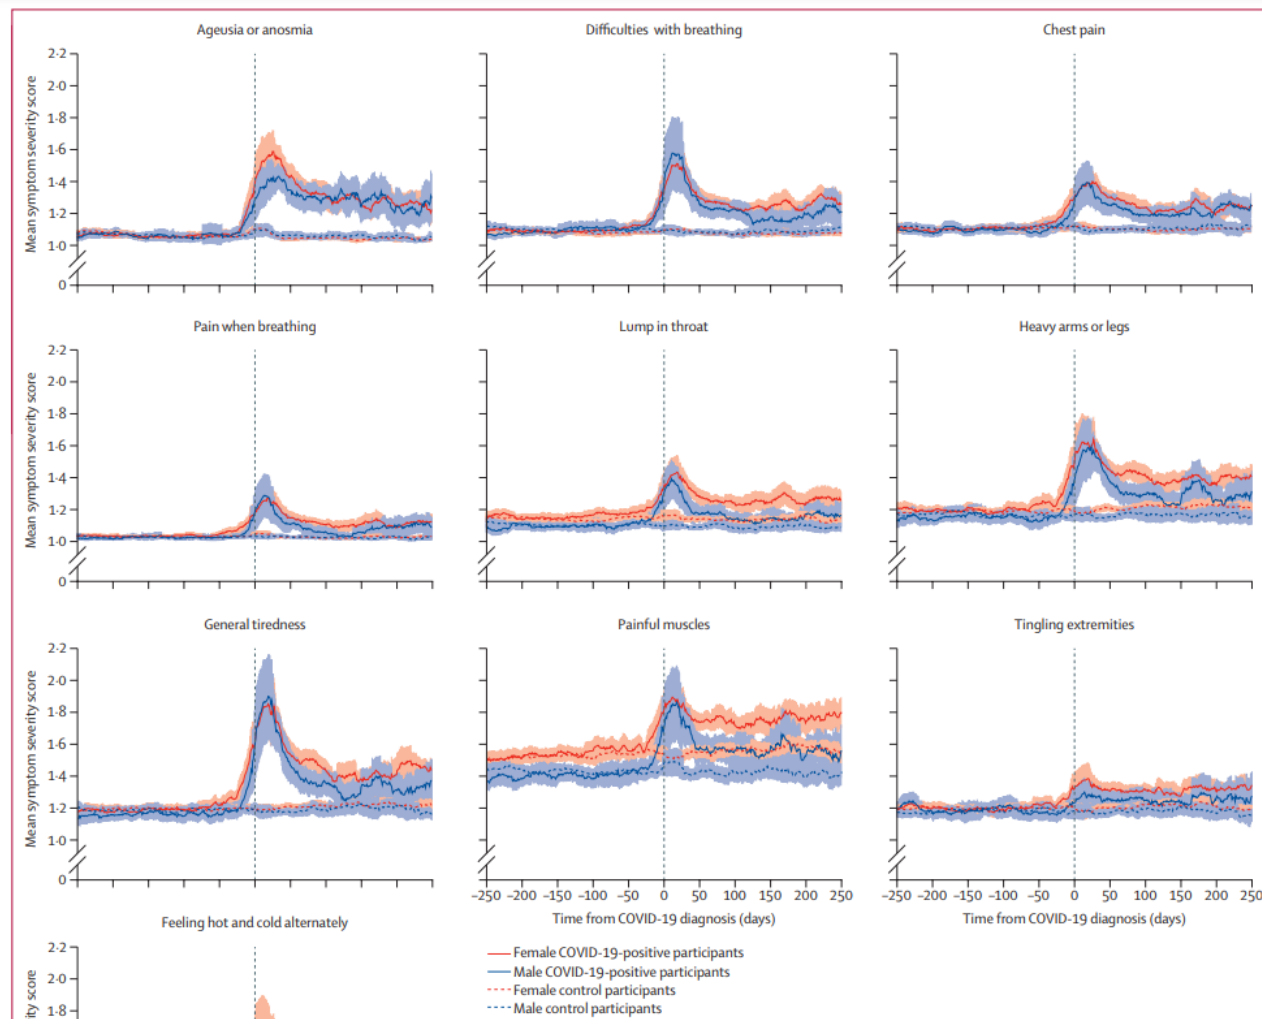 Ageusia or anosmia
Difficulties with breathing
Chest pain
2·2
2·0
1·8
1·6
1·4
1·2
1·0
0
Mean symptom severity score
Pain when breathing
Lump in throat
Heavy arms or legs
2·2
2·0
1·8
1·6
1·4
1·2
1·0
0
Mean symptom severity score
General tiredness
Painful muscles
Tingling extremities
2·2
2·0
1·8
1·6
1·4
1·2
1·0
0
Mean symptom severity score
–250 –200 –150 –100 –50 0 50 100 150 200 250
Time from COVID-19 diagnosis (days)
–250 –200 –150 –100 –50 0 50 100 150 200 250
Time from COVID-19 diagnosis (days)
Feeling hot and cold alternately
2·2
2·0
1·8
ity score
Female COVID-19-positive participants
Male COVID-19-positive participants
Female control participants
Male control participants